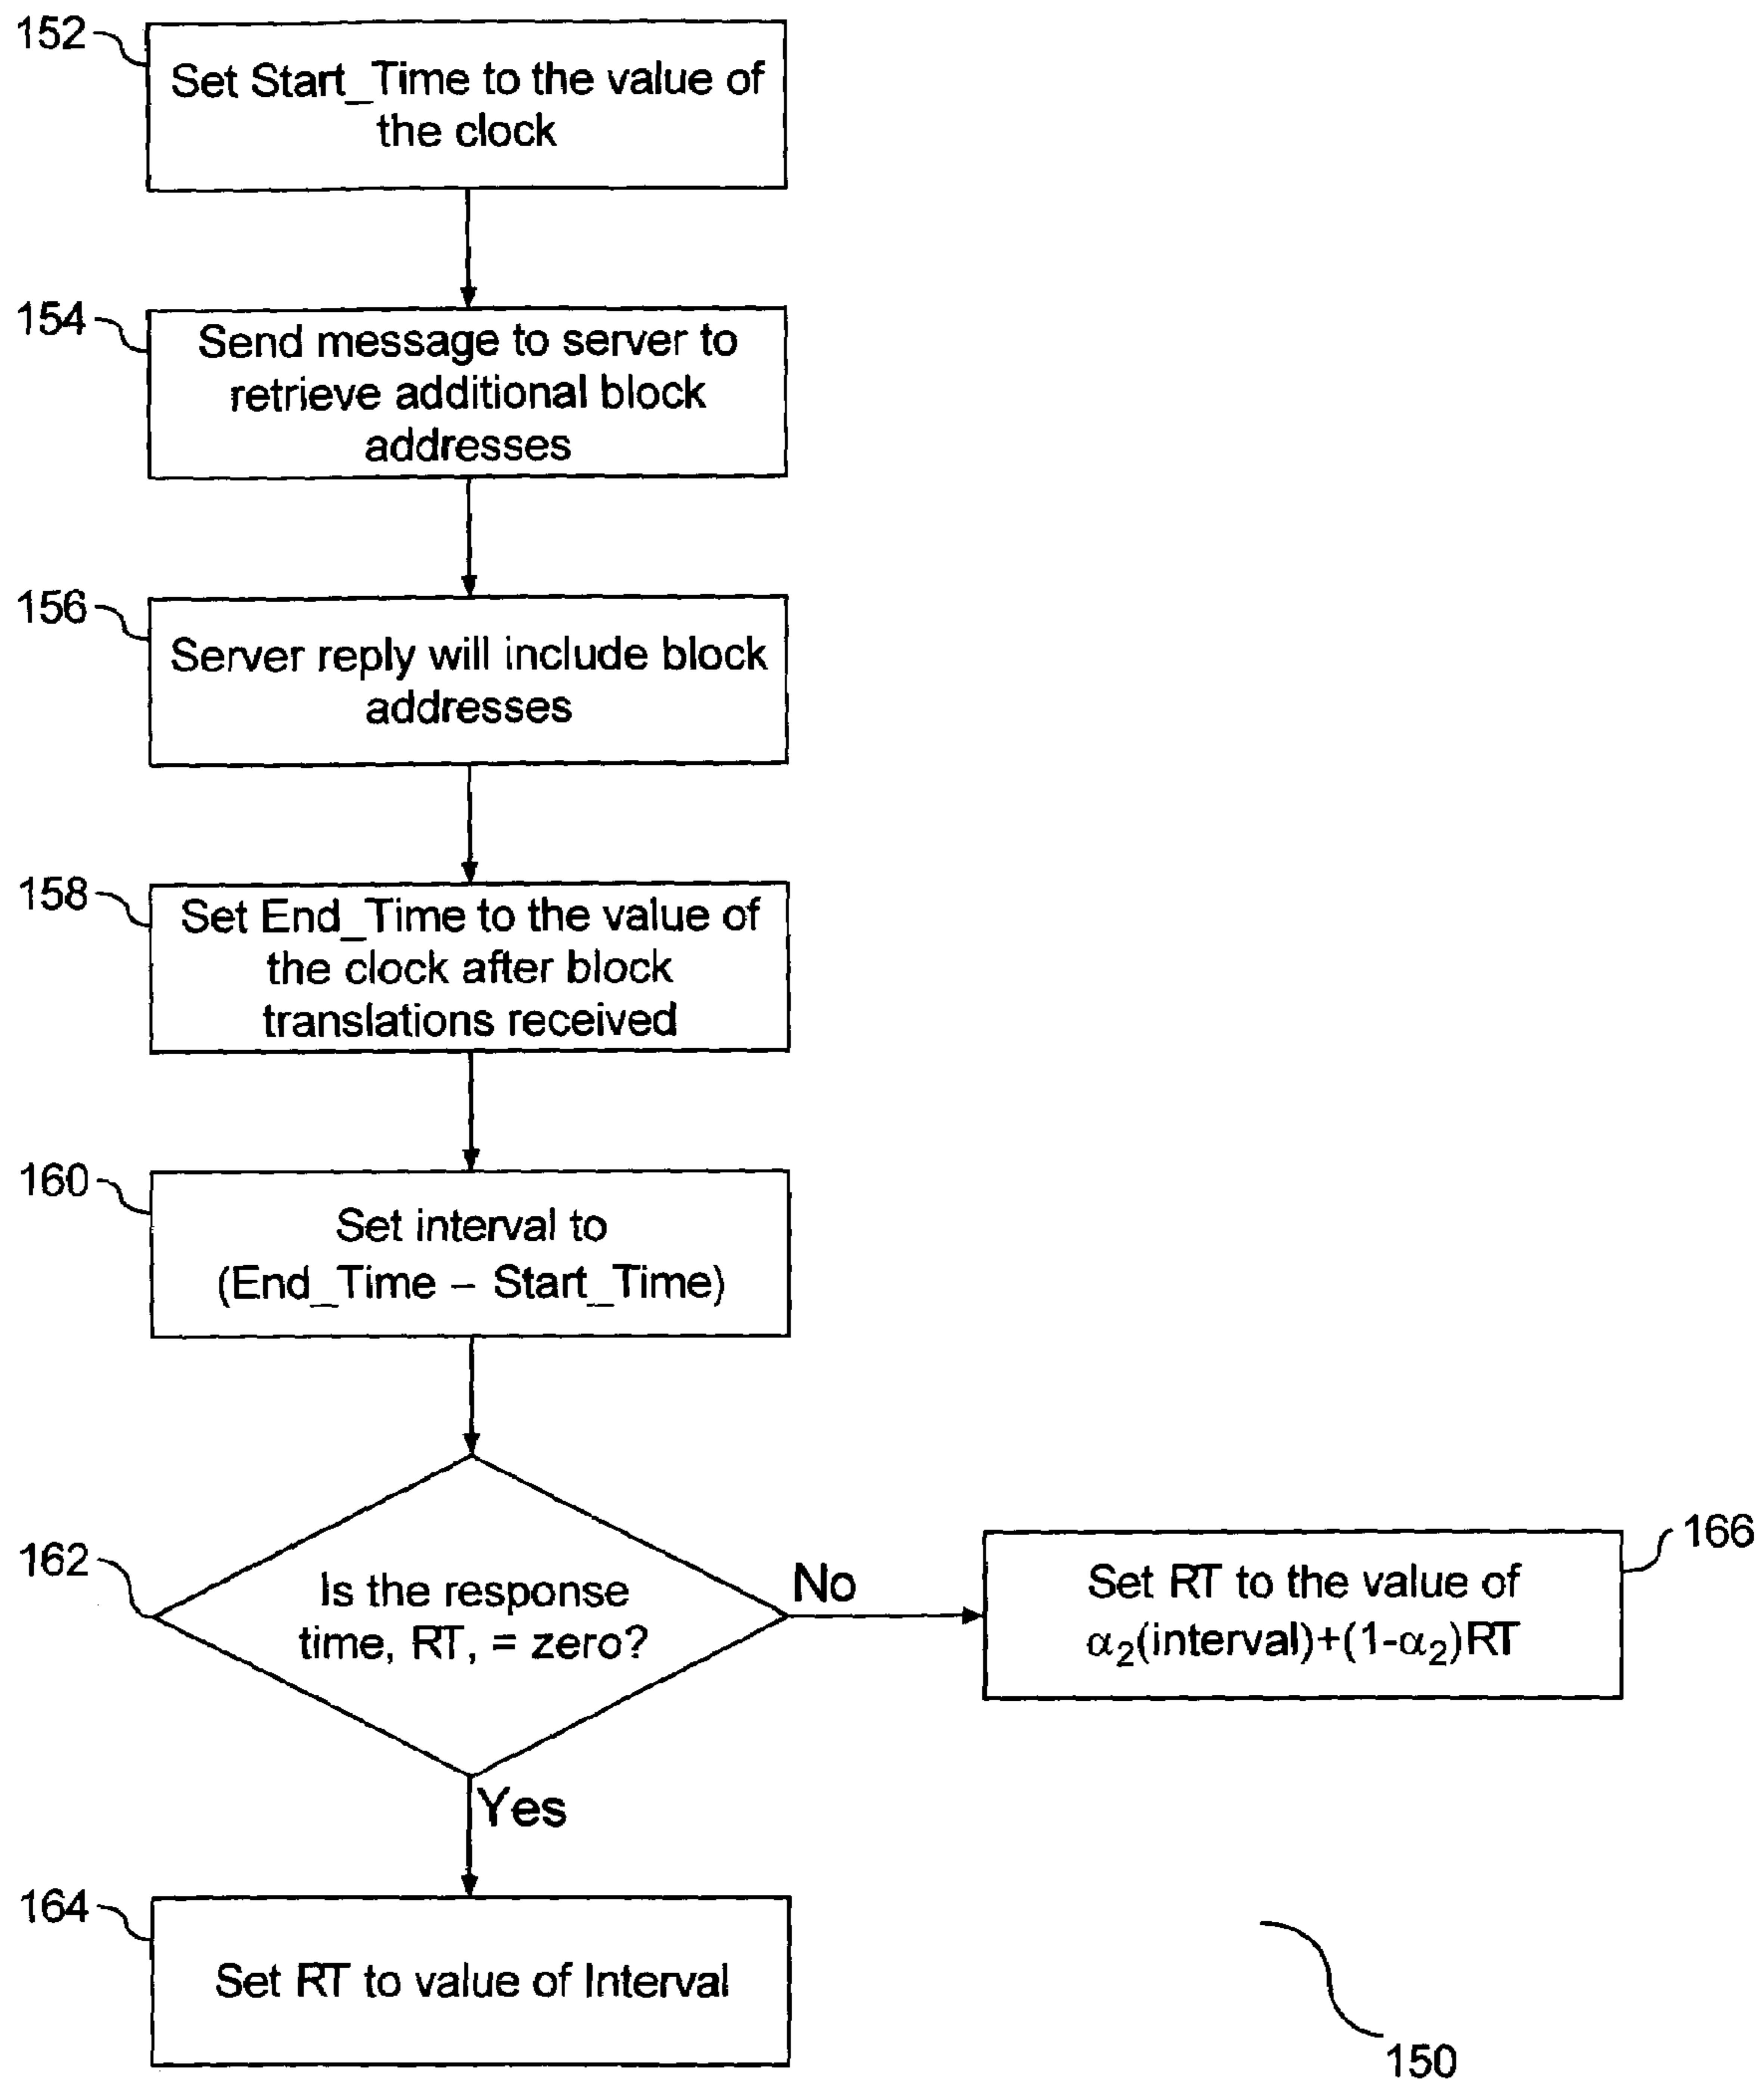 152
Set Start_Time to the value of
the clock
154
Send message to server to
retrieve additional block
addresses
156
Server reply will include block
addresses
158
Set End_Time to the value of
the clock after block
translations received
160
Set interval to
(End_Time – Start_Time)
162
Is the response
time, RT, = zero?
No
166
Set RT to the value of
α₂(interval)+(1-α₂)RT
Yes
164
Set RT to value of Interval
150